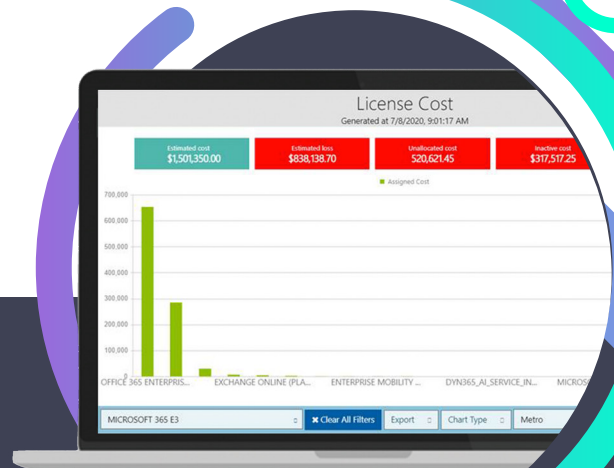 License Cost
Generated at 7/8/2020, 9:01:17 AM
Estimated cost
$1,501,350.00
Estimated loss
$838,138.70
Unallocated cost
520,621.45
Inactive cost
$317,517.25
Assigned Cost
700,000
600,000
500,000
400,000
300,000
200,000
100,000
0
OFFICE 365 ENTERPRIS... EXCHANGE ONLINE (PLA... ENTERPRISE MOBILITY ... DYN365_AI_SERVICE_IN... MICROS
MICROSOFT 365 E3 Clear All Filters Export Chart Type Metro